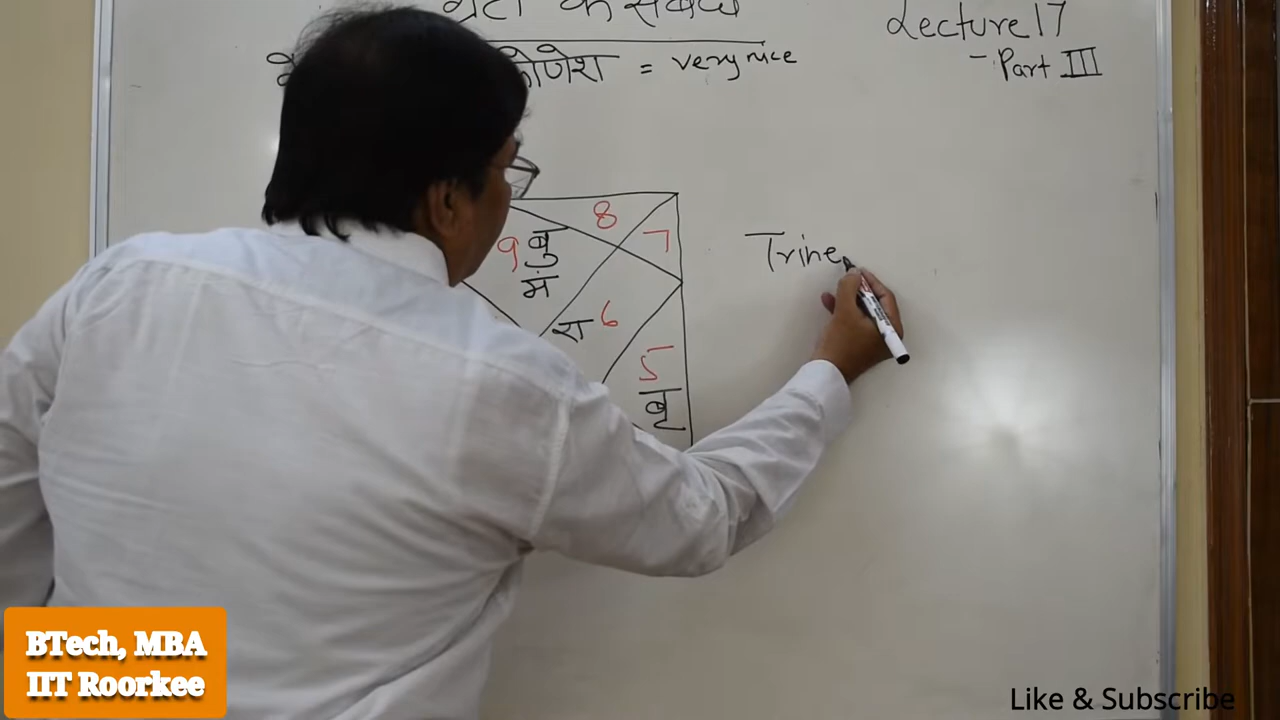 ग्रहों के संबंध
Lecture 17
= very nice
- Part III
8
7
9 बु
मं
Trine
रा 6
5
बृ
BTech, MBA
IIT Roorkee
Like & Subscribe